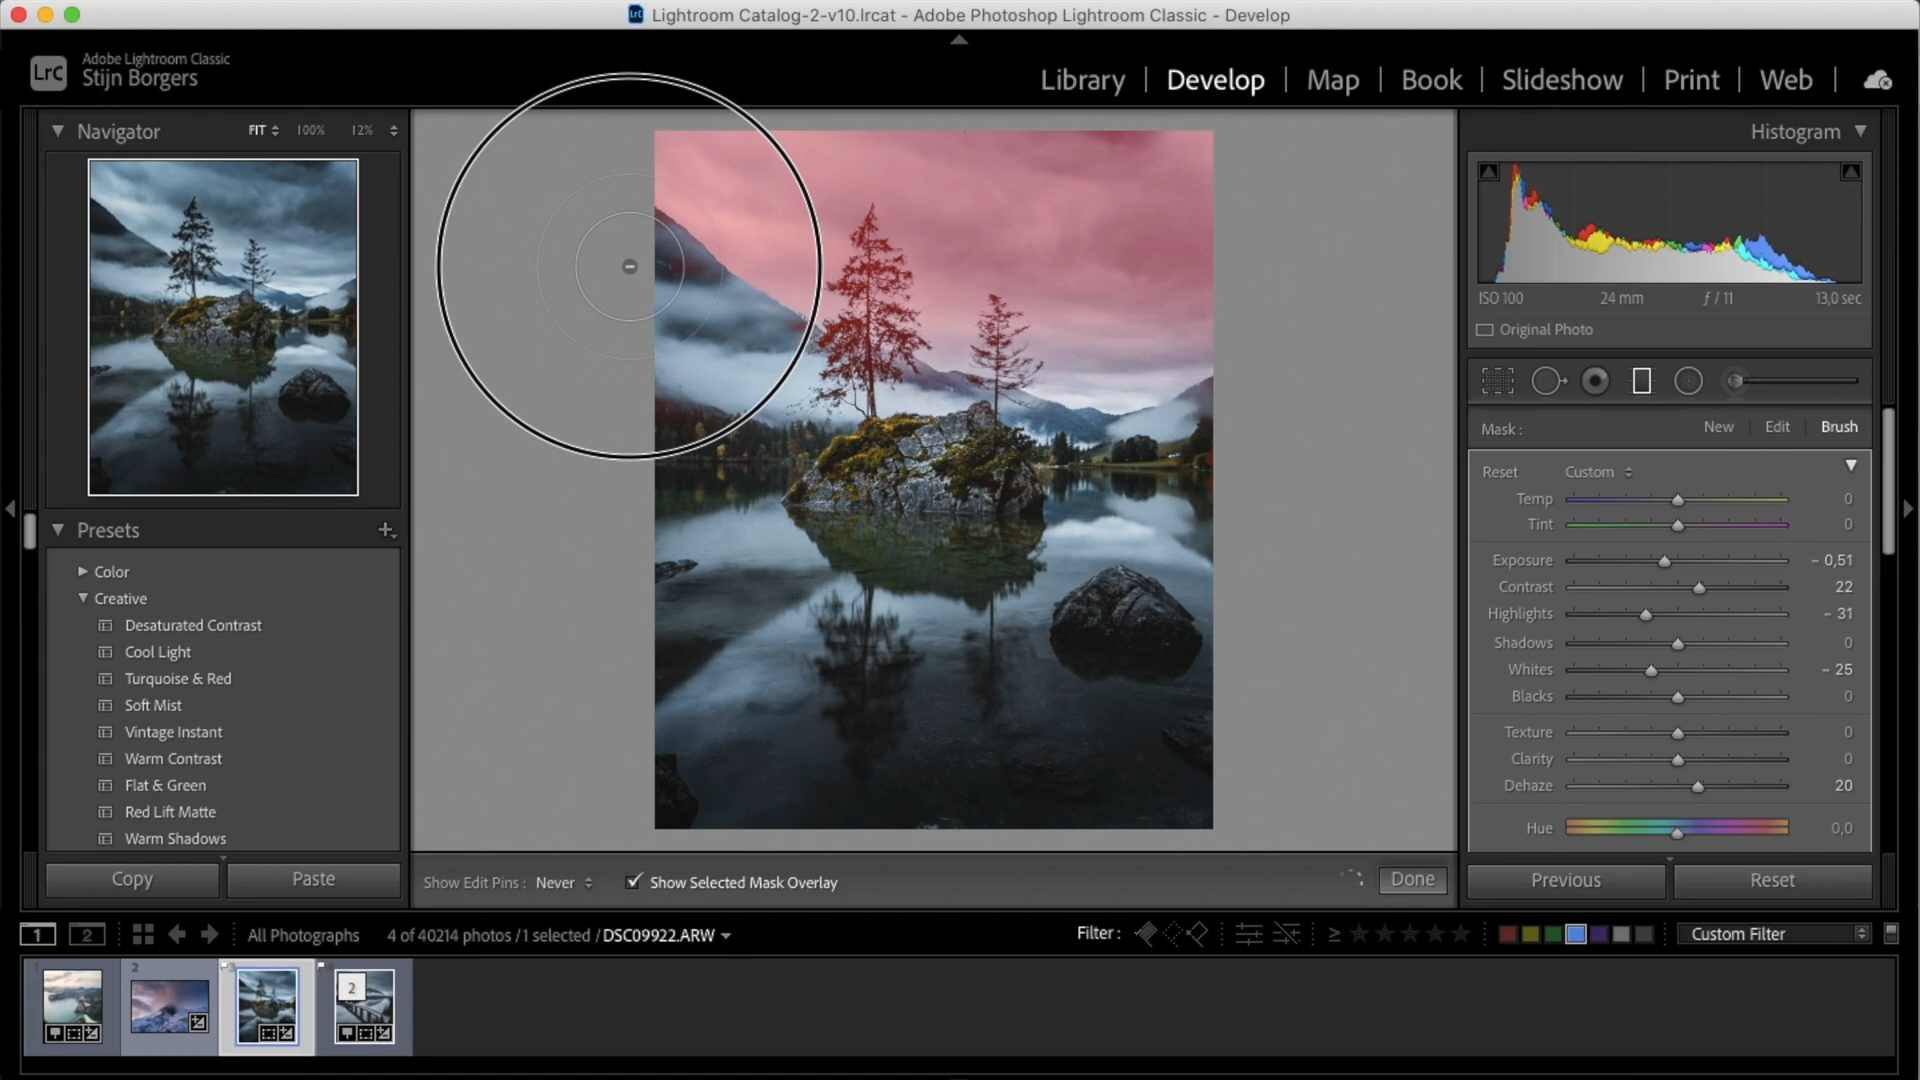 Lightroom Catalog-2-v10.lrcat - Adobe Photoshop Lightroom Classic - Develop
LrC
Adobe Lightroom Classic
Stijn Borgers
Library | Develop | Map | Book | Slideshow | Print | Web |
Navigator FIT 100% 12%
Histogram
ISO 100 24 mm ƒ / 11 13,0 sec
Original Photo
Mask : New Edit Brush
Reset Custom
Temp 0
Tint 0
Exposure - 0,51
Contrast 22
Highlights - 31
Shadows 0
Whites - 25
Blacks 0
Texture 0
Clarity 0
Dehaze 20
Hue 0,0
Previous Reset
Presets
Color
Creative
Desaturated Contrast
Cool Light
Turquoise & Red
Soft Mist
Vintage Instant
Warm Contrast
Flat & Green
Red Lift Matte
Warm Shadows
Copy Paste
Show Edit Pins : Never Show Selected Mask Overlay Done
1 2 All Photographs 4 of 40214 photos /1 selected / DSC09922.ARW Filter : ≥ Custom Filter
1 2 3
2